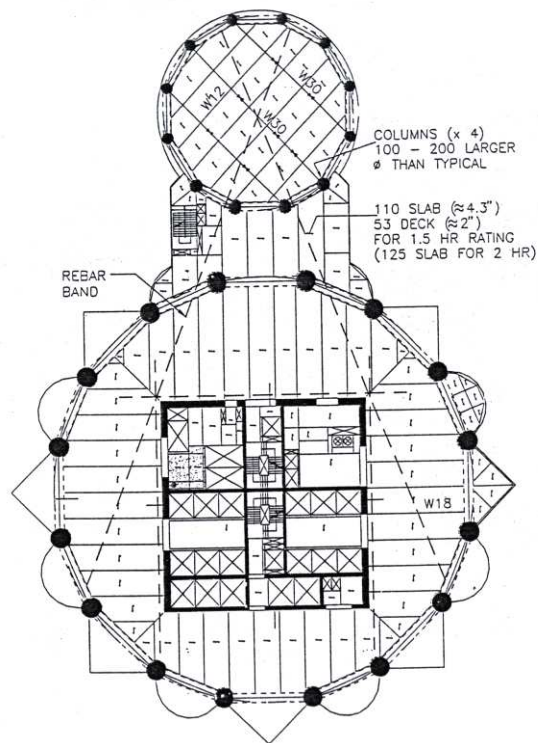 W12
W30
W30
COLUMNS (x 4)
100 - 200 LARGER
ø THAN TYPICAL
110 SLAB (≈4.3")
53 DECK (≈2")
FOR 1.5 HR RATING
(125 SLAB FOR 2 HR)
REBAR
BAND
W18